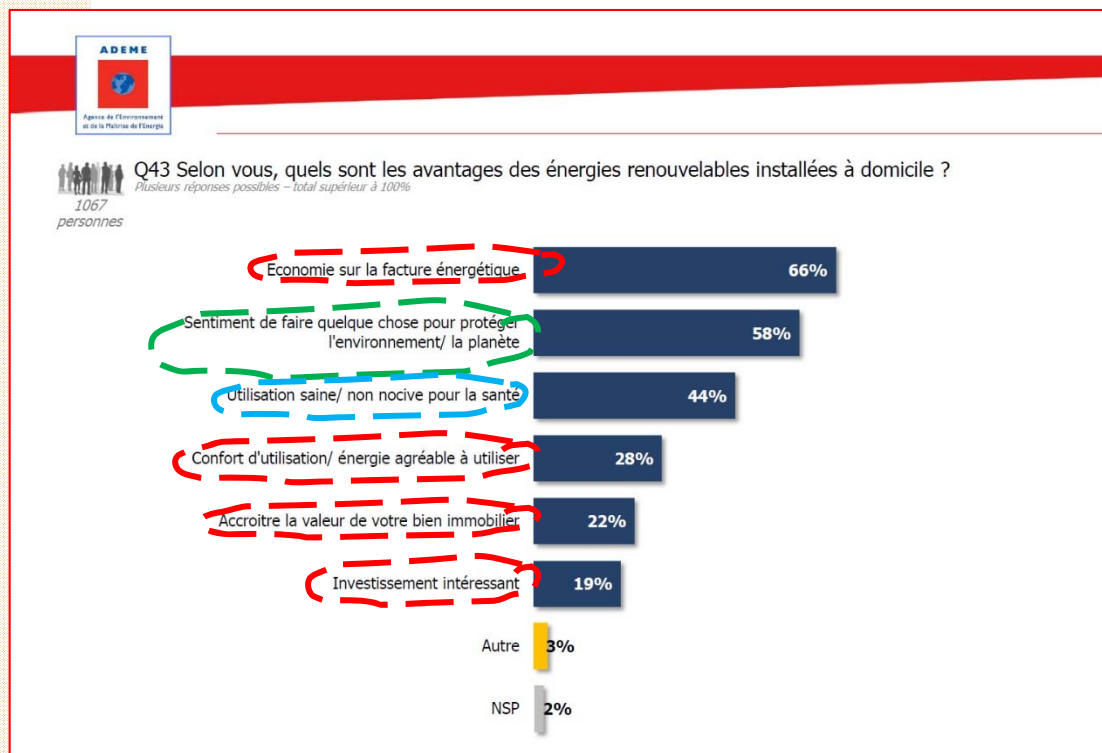 ADEME
Agence de l'Environnement
et de la Maîtrise de l'Energie
Q43 Selon vous, quels sont les avantages des énergies renouvelables installées à domicile ?
Plusieurs réponses possibles – total supérieur à 100%
1067
personnes
Economie sur la facture énergétique
66%
Sentiment de faire quelque chose pour protéger
l'environnement/ la planète
58%
Utilisation saine/ non nocive pour la santé
44%
Confort d'utilisation/ énergie agréable à utiliser
28%
Accroitre la valeur de votre bien immobilier
22%
Investissement intéressant
19%
Autre
3%
NSP
2%